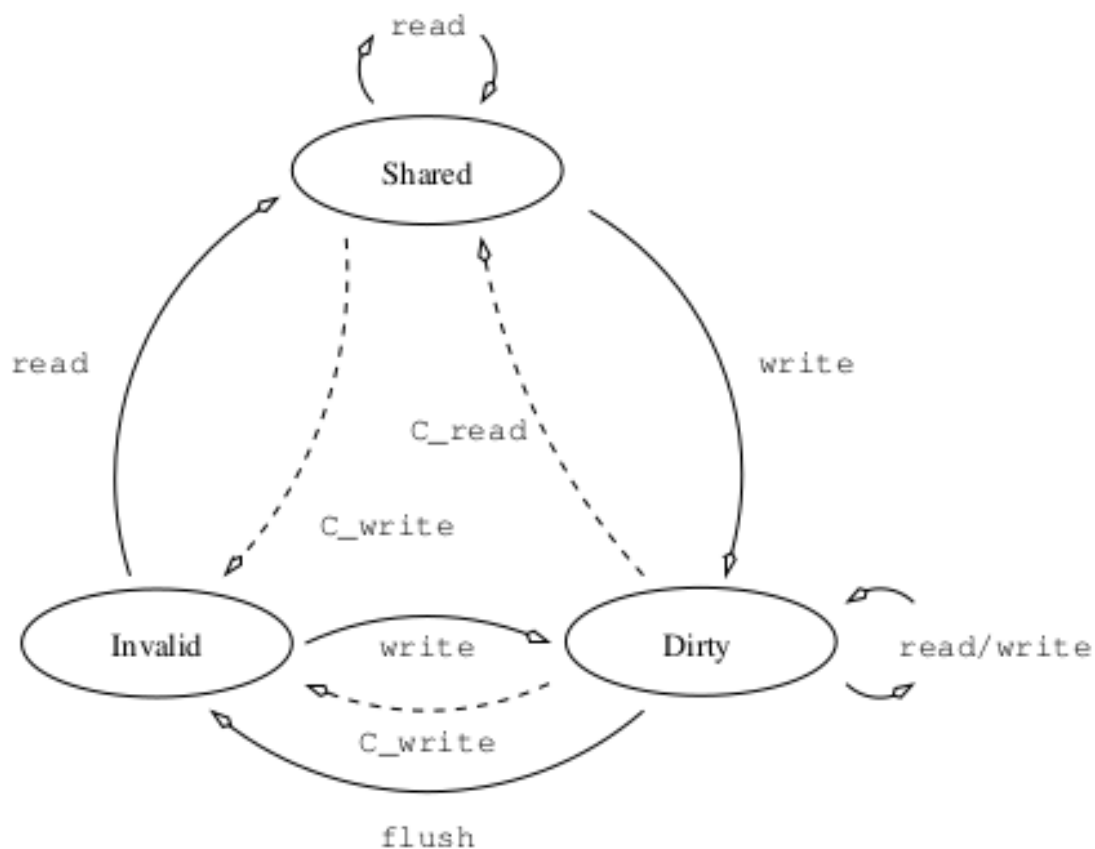 read
Shared
read
write
C_read
C_write
Invalid
write
Dirty
read/write
C_write
flush